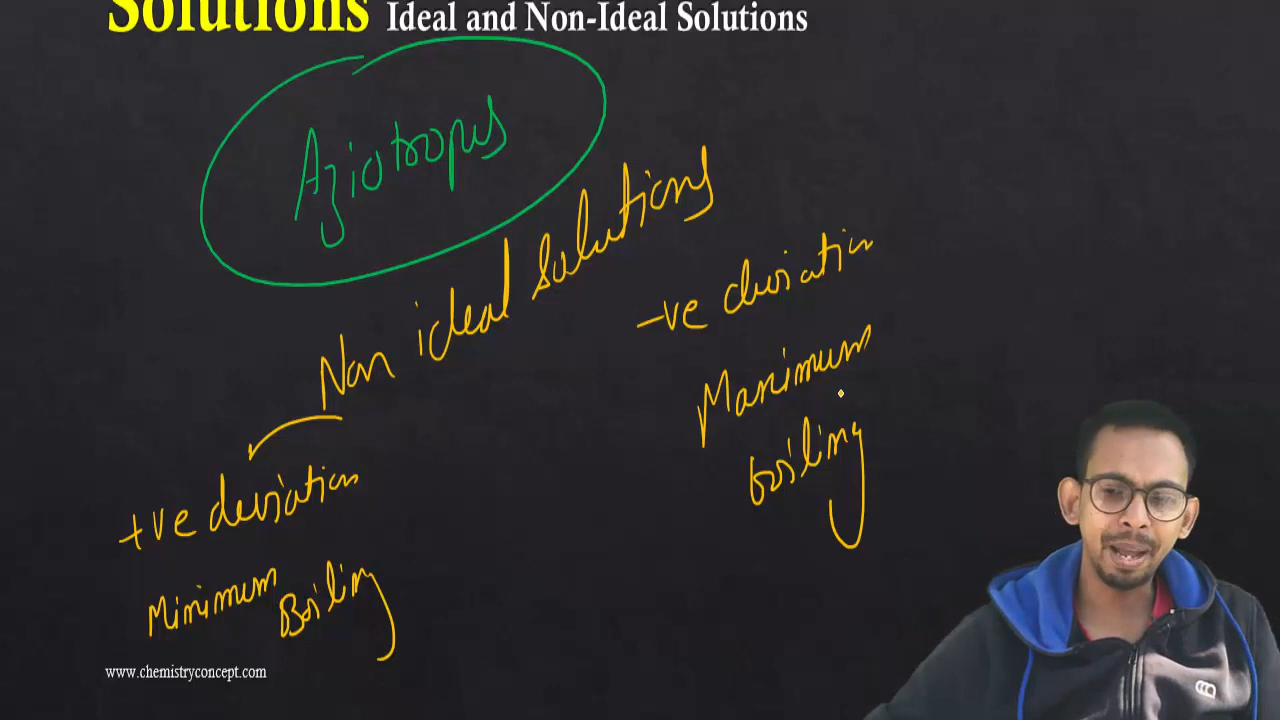 Solutions Ideal and Non-Ideal Solutions
Aziotropes
Non ideal solutions
-ve deviation
Maximum
boiling
+ve deviation
Minimum Boiling
www.chemistryconcept.com